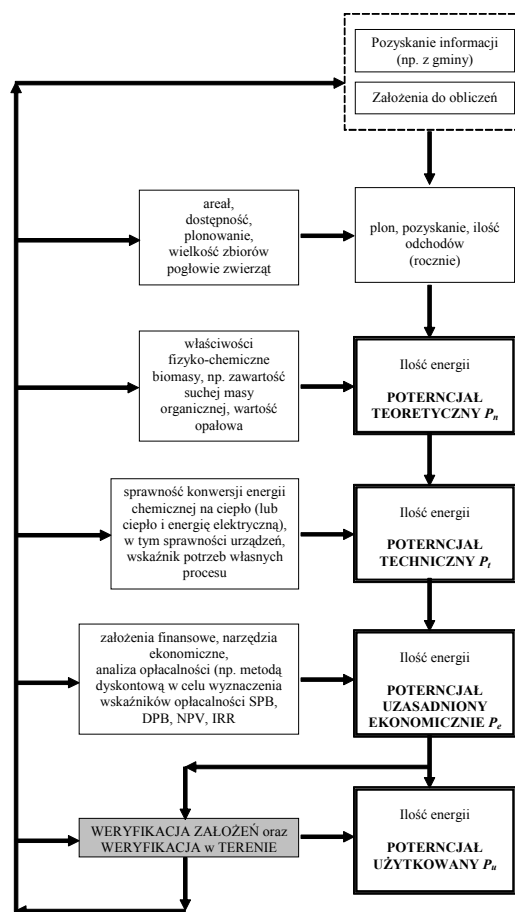 Pozyskanie informacji
(np. z gminy)
Założenia do obliczeń
areał,
dostępność,
plonowanie,
wielkość zbiorów
pogłowie zwierząt
plon, pozyskanie, ilość
odchodów
(rocznie)
właściwości
fizyko-chemiczne
biomasy, np. zawartość
suchej masy
organicznej, wartość
opałowa
Ilość energii
POTERNCJAŁ
TEORETYCZNY Pn
sprawność konwersji energii
chemicznej na ciepło (lub
ciepło i energię elektryczną),
w tym sprawności urządzeń,
wskaźnik potrzeb własnych
procesu
Ilość energii
POTERNCJAŁ
TECHNICZNY Pt
założenia finansowe, narzędzia
ekonomiczne,
analiza opłacalności (np. metodą
dyskontową w celu wyznaczenia
wskaźników opłacalności SPB,
DPB, NPV, IRR
Ilość energii
POTERNCJAŁ
UZASADNIONY
EKONOMICZNIE Pe
WERYFIKACJA ZAŁOŻEŃ oraz
WERYFIKACJA w TERENIE
Ilość energii
POTERNCJAŁ
UŻYTKOWANY Pu